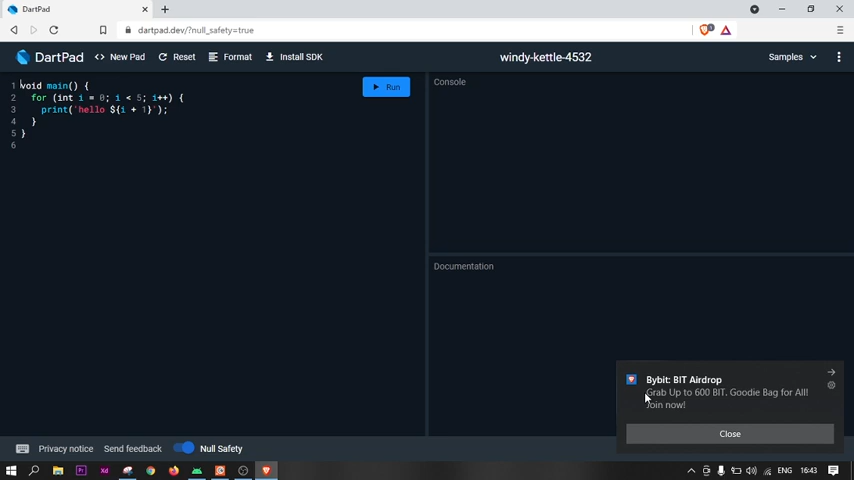 DartPad
dartpad.dev/?null_safety=true
DartPad
<> New Pad
Reset
Format
Install SDK
windy-kettle-4532
Samples
1 void main() {
2 for (int i = 0; i < 5; i++) {
3 print('hello ${i + 1}');
4 }
5 }
6
Run
Console
Documentation
Bybit: BIT Airdrop
Grab Up to 600 BIT. Goodie Bag for All!
Join now!
Close
Privacy notice
Send feedback
Null Safety
Pr
Xd
ENG
16:43